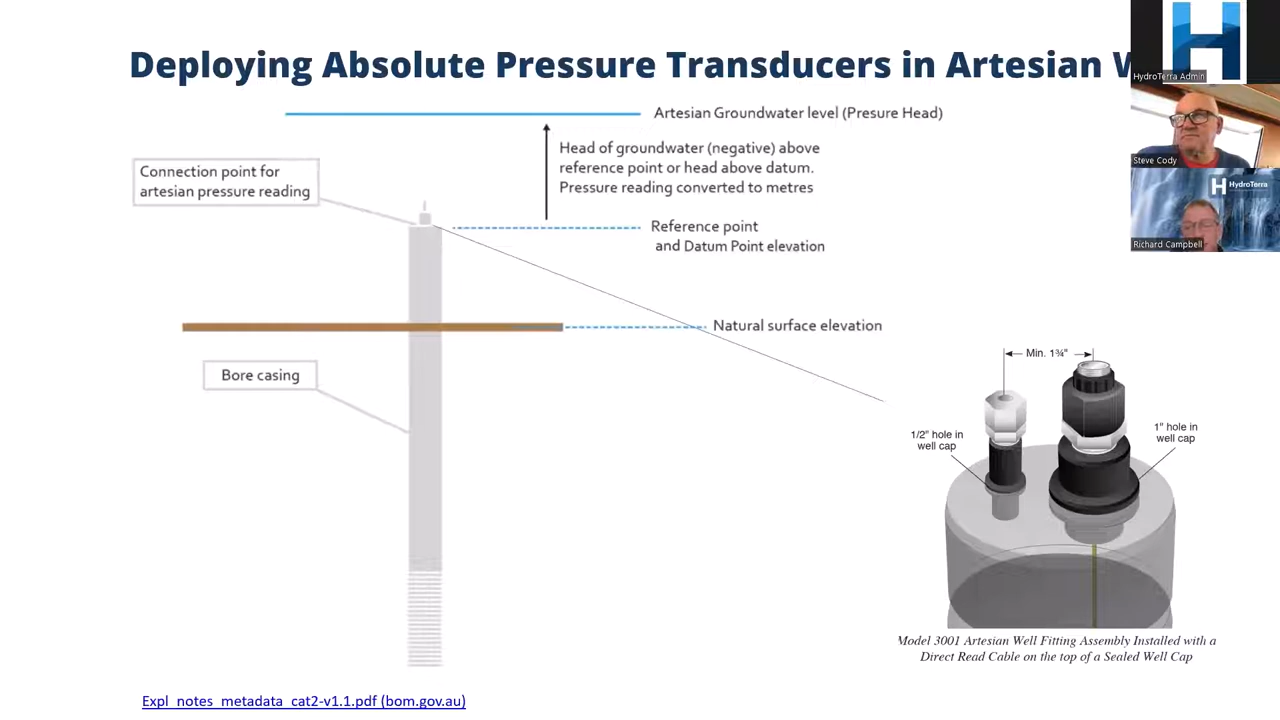 Deploying Absolute Pressure Transducers in Artesian W
HydroTerra Admin
Artesian Groundwater level (Presure Head)
Head of groundwater (negative) above
reference point or head above datum.
Pressure reading converted to metres
Connection point for
artesian pressure reading
Steve Cody
HydroTerra
Richard Campbell
Reference point
and Datum Point elevation
Natural surface elevation
Bore casing
Min. 1¾"
1/2" hole in
well cap
1" hole in
well cap
Model 3001 Artesian Well Fitting Assembly Installed with a
Direct Read Cable on the top of a Sealed Well Cap
Expl_notes_metadata_cat2-v1.1.pdf (bom.gov.au)